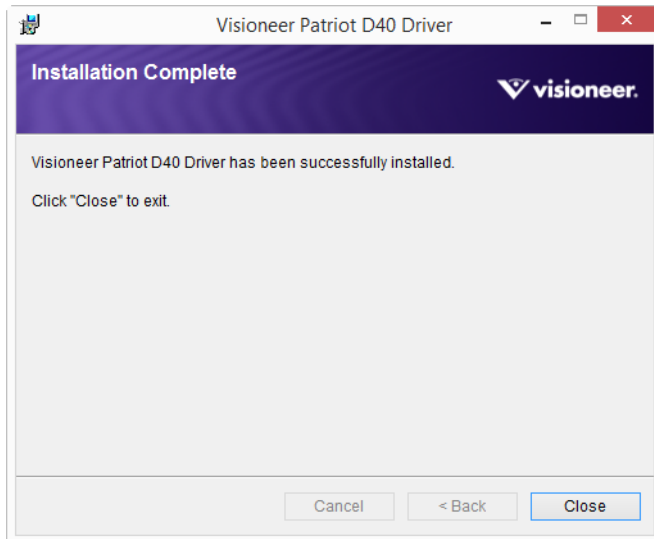 Visioneer Patriot D40 Driver
Installation Complete
visioneer.
Visioneer Patriot D40 Driver has been successfully installed.
Click "Close" to exit.
Cancel
< Back
Close